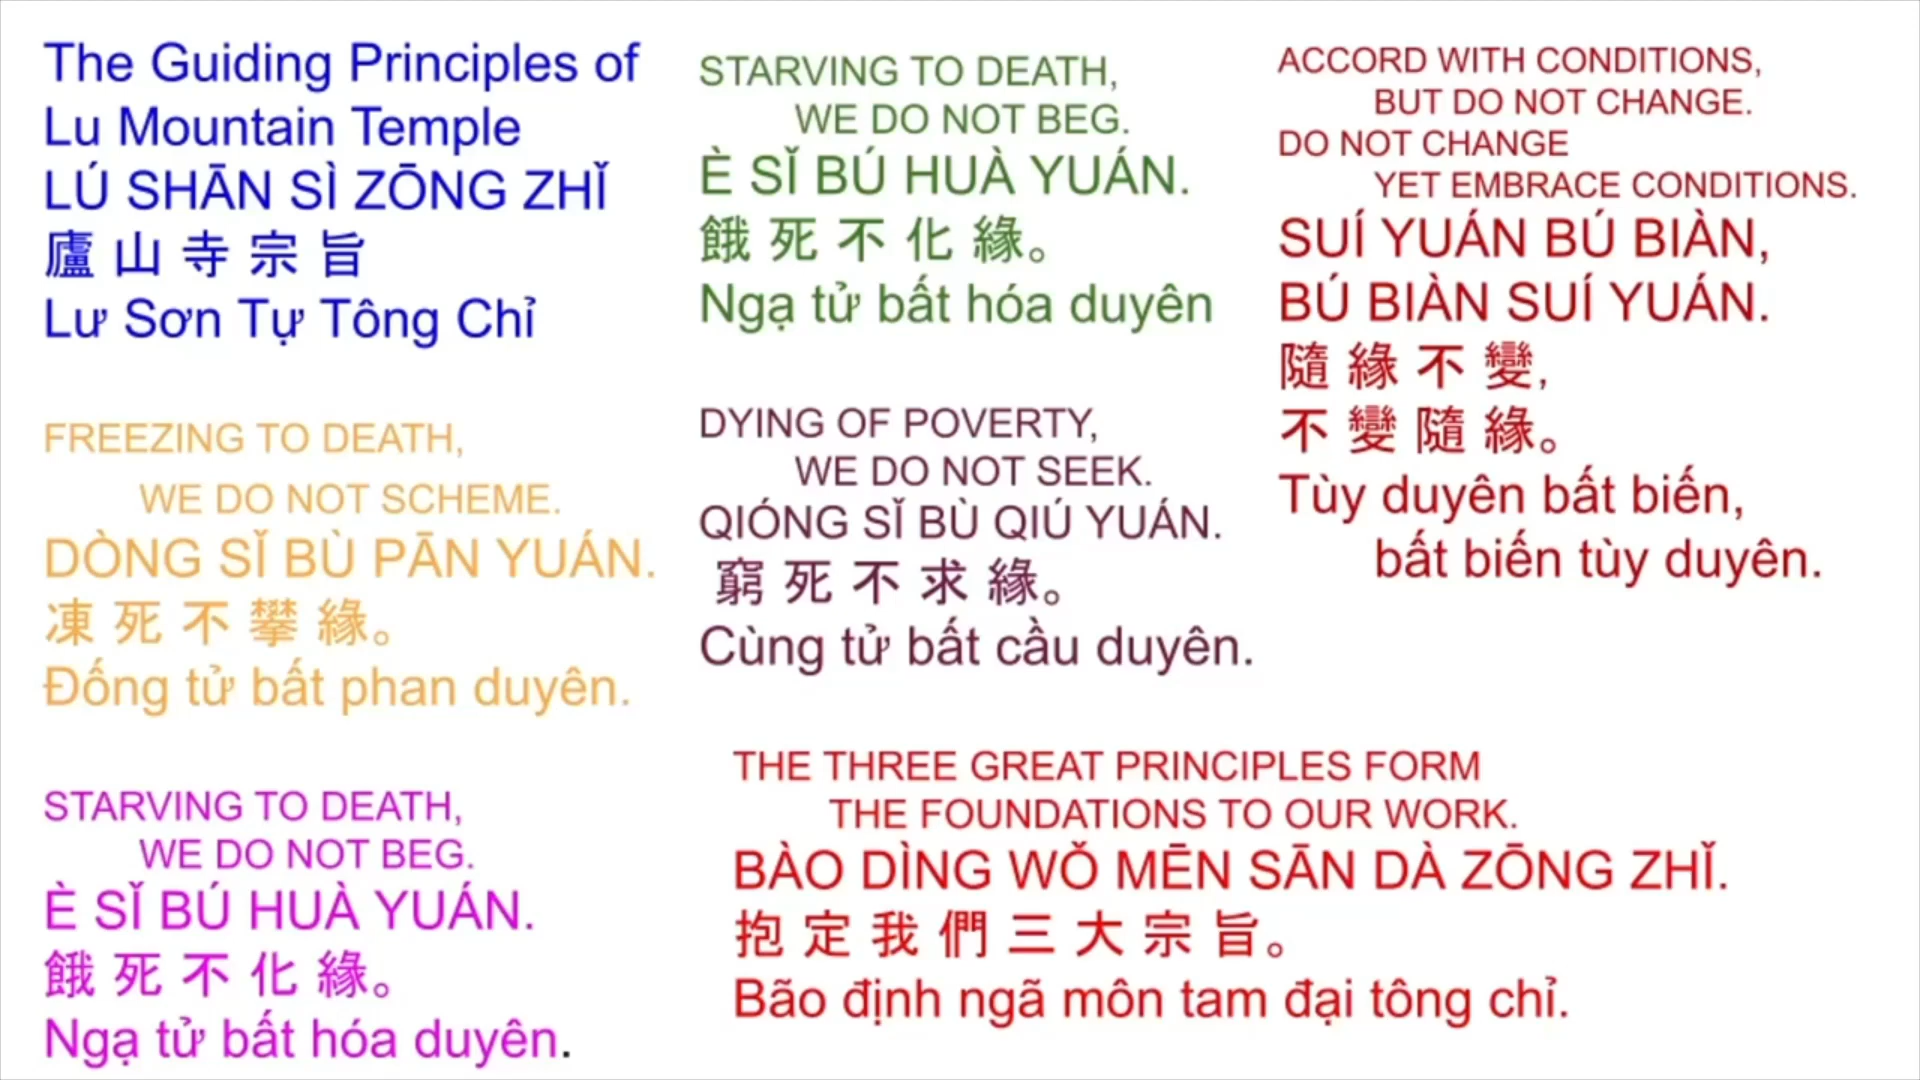 The Guiding Principles of
Lu Mountain Temple
LÚ SHĀN SÌ ZŌNG ZHǏ
廬 山 寺 宗 旨
Lư Sơn Tự Tông Chỉ
FREEZING TO DEATH,
WE DO NOT SCHEME.
DÒNG SǏ BÙ PĀN YUÁN.
凍 死 不 攀 緣。
Đống tử bất phan duyên.
STARVING TO DEATH,
WE DO NOT BEG.
È SǏ BÚ HUÀ YUÁN.
餓 死 不 化 緣。
Ngạ tử bất hóa duyên.
STARVING TO DEATH,
WE DO NOT BEG.
È SǏ BÚ HUÀ YUÁN.
餓 死 不 化 緣。
Ngạ tử bất hóa duyên
DYING OF POVERTY,
WE DO NOT SEEK.
QIÓNG SǏ BÙ QIÚ YUÁN.
窮 死 不 求 緣。
Cùng tử bất cầu duyên.
ACCORD WITH CONDITIONS,
BUT DO NOT CHANGE.
DO NOT CHANGE
YET EMBRACE CONDITIONS.
SUÍ YUÁN BÚ BIÀN,
BÚ BIÀN SUÍ YUÁN.
隨 緣 不 變,
不 變 隨 緣。
Tùy duyên bất biến,
bất biến tùy duyên.
THE THREE GREAT PRINCIPLES FORM
THE FOUNDATIONS TO OUR WORK.
BÀO DÌNG WǑ MĒN SĀN DÀ ZŌNG ZHǏ.
抱 定 我 們 三 大 宗 旨。
Bão định ngã môn tam đại tông chỉ.